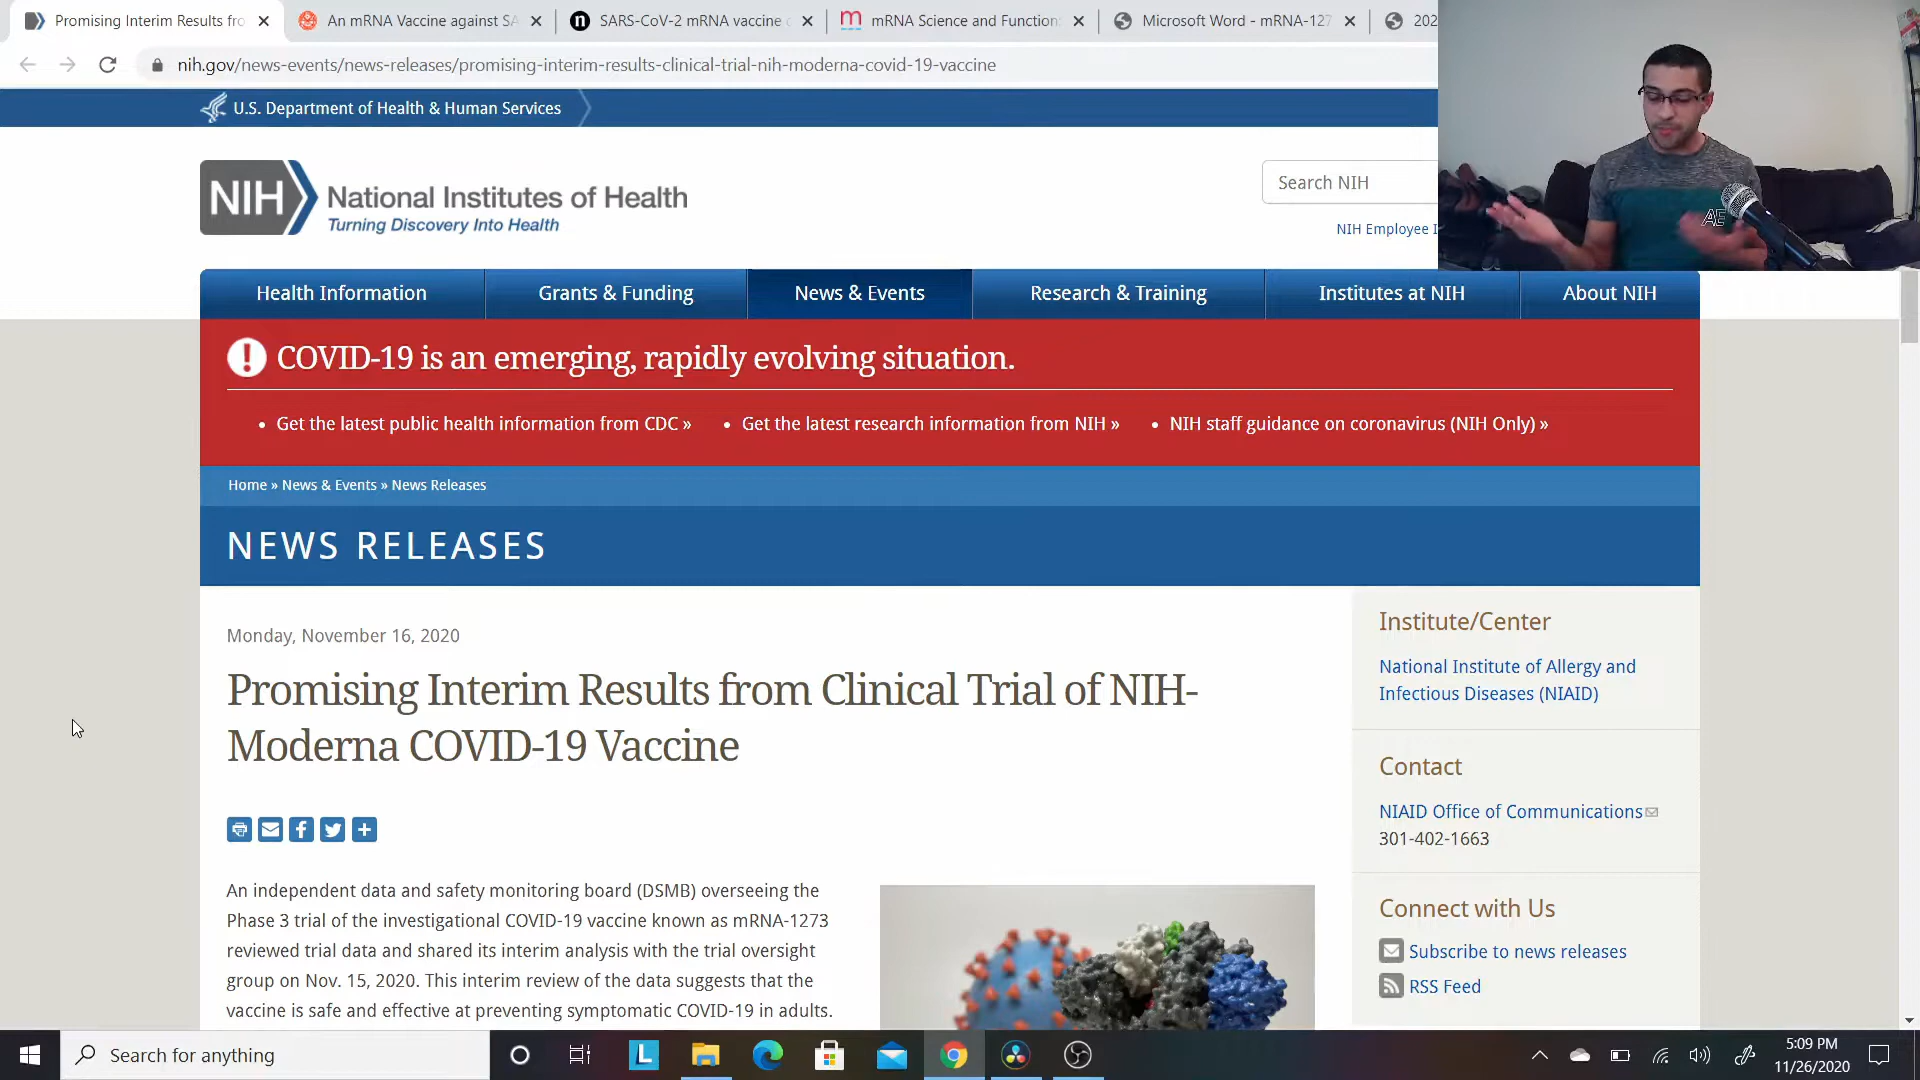 Promising Interim Results fro
An mRNA Vaccine against SA
SARS-CoV-2 mRNA vaccine
mRNA Science and Function
Microsoft Word - mRNA-127
202
nih.gov/news-events/news-releases/promising-interim-results-clinical-trial-nih-moderna-covid-19-vaccine
U.S. Department of Health & Human Services
NIH
National Institutes of Health
Turning Discovery Into Health
Search NIH
NIH Employee I
AE
Health Information
Grants & Funding
News & Events
Research & Training
Institutes at NIH
About NIH
! COVID-19 is an emerging, rapidly evolving situation.
• Get the latest public health information from CDC »
• Get the latest research information from NIH »
• NIH staff guidance on coronavirus (NIH Only) »
Home » News & Events » News Releases
NEWS RELEASES
Monday, November 16, 2020
Promising Interim Results from Clinical Trial of NIH-
Moderna COVID-19 Vaccine
An independent data and safety monitoring board (DSMB) overseeing the
Phase 3 trial of the investigational COVID-19 vaccine known as mRNA-1273
reviewed trial data and shared its interim analysis with the trial oversight
group on Nov. 15, 2020. This interim review of the data suggests that the
vaccine is safe and effective at preventing symptomatic COVID-19 in adults.
Institute/Center
National Institute of Allergy and
Infectious Diseases (NIAID)
Contact
NIAID Office of Communications
301-402-1663
Connect with Us
Subscribe to news releases
RSS Feed
Search for anything
L
5:09 PM
11/26/2020